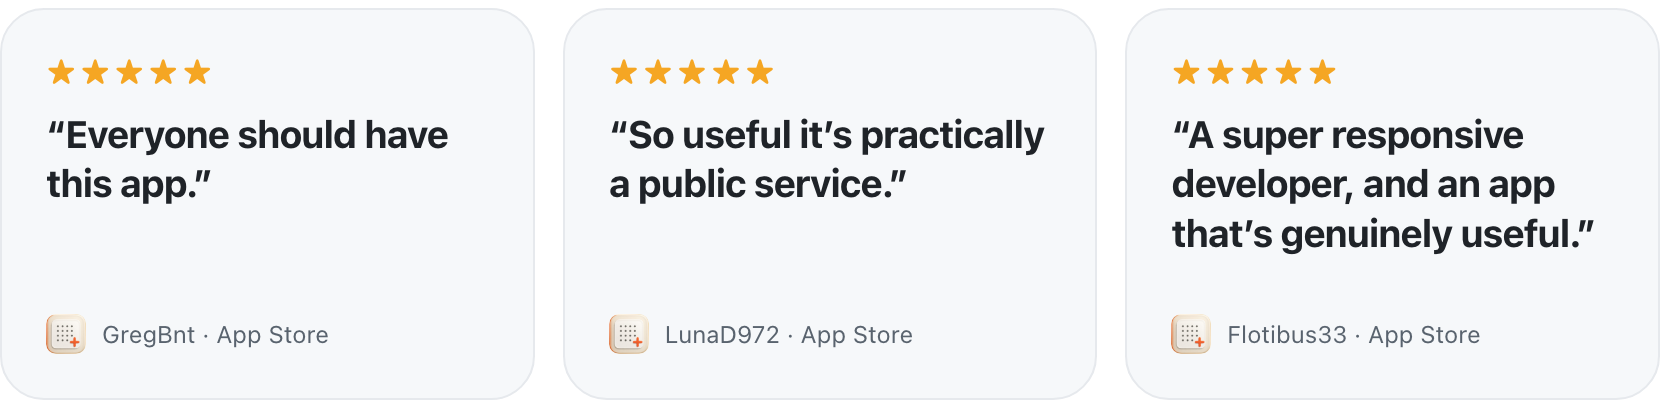 “Everyone should have
this app.”
GregBnt · App Store
“So useful it’s practically
a public service.”
LunaD972 · App Store
“A super responsive
developer, and an app
that’s genuinely useful.”
Flotibus33 · App Store